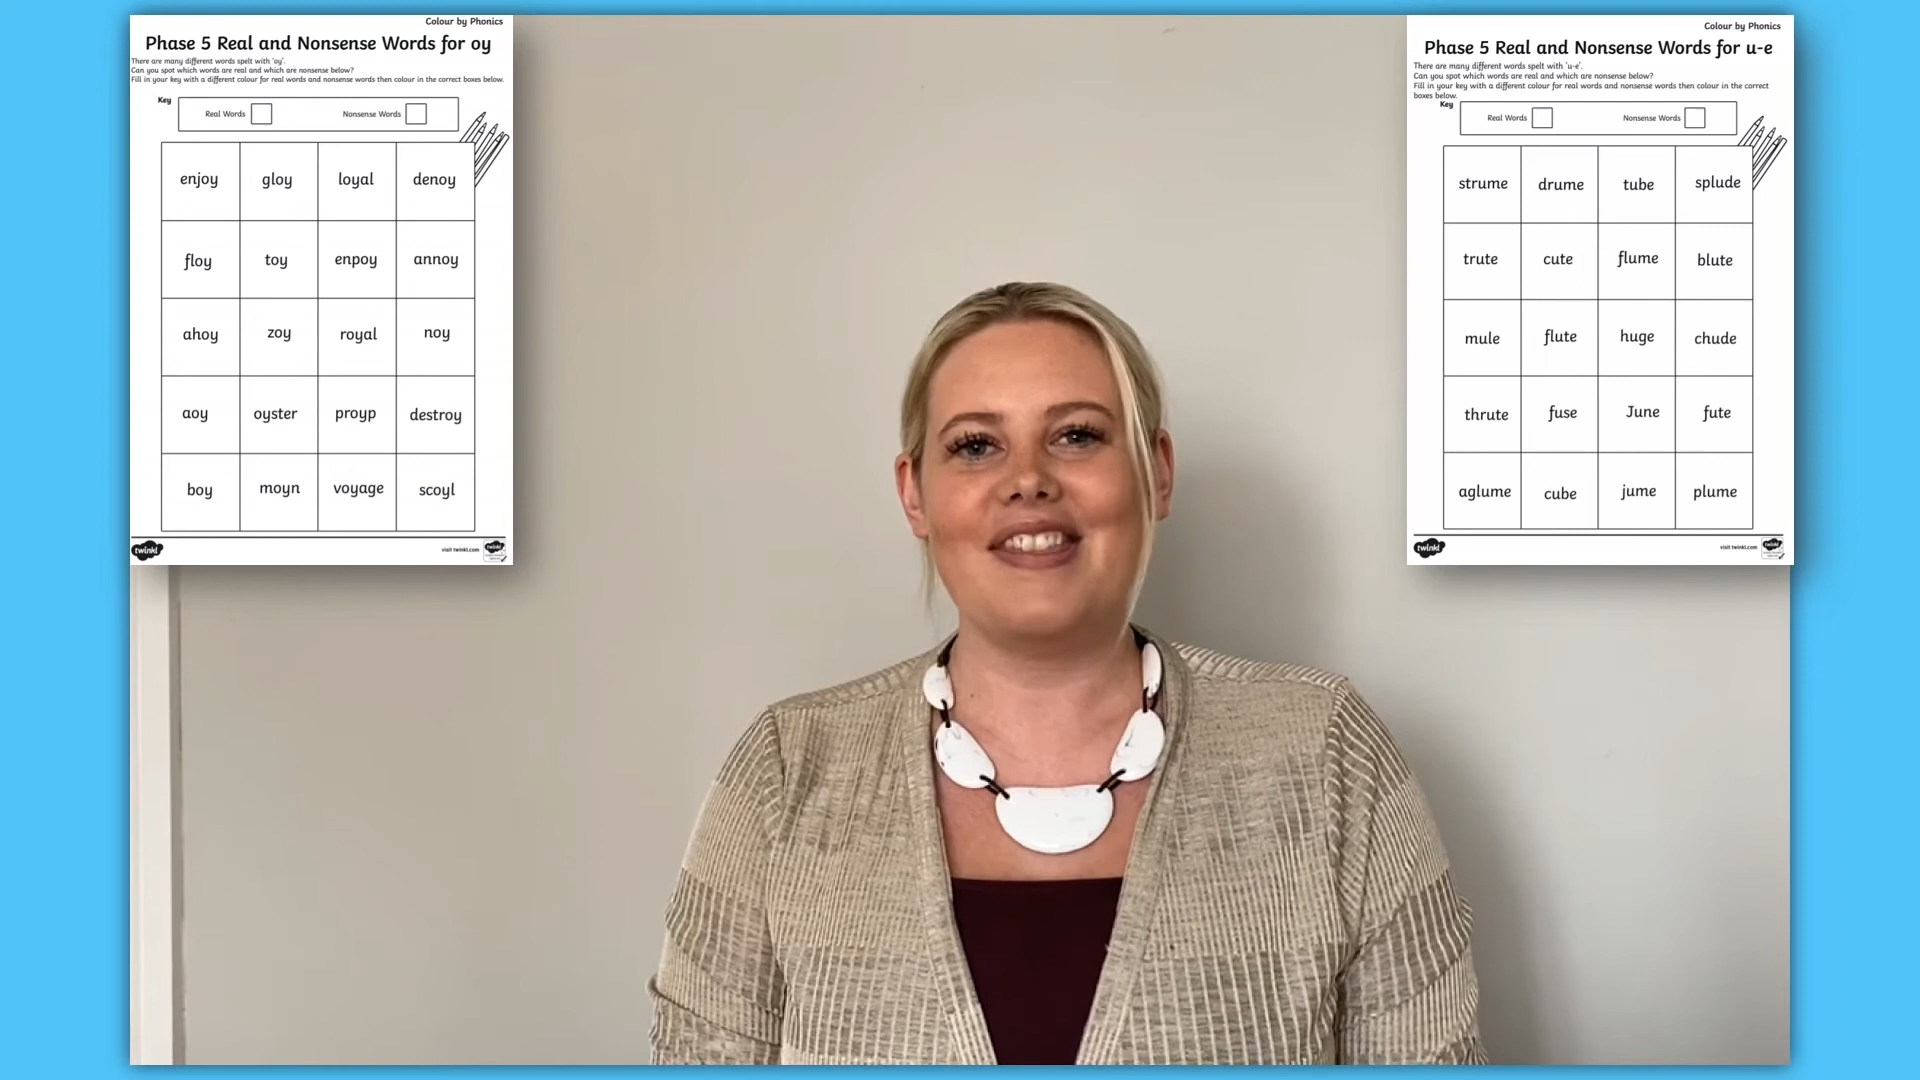 Colour by Phonics
Phase 5 Real and Nonsense Words for oy
There are many different words spelt with 'oy'.
Can you spot which words are real and which are nonsense below?
Fill in your key with a different colour for real words and nonsense words then colour in the correct boxes below.
Key
Real Words Nonsense Words
enjoy gloy loyal denoy
floy toy enpoy annoy
ahoy zoy royal noy
aoy oyster proyp destroy
boy moyn voyage scoyl
twinkl visit twinkl.com twinkl
Colour by Phonics
Phase 5 Real and Nonsense Words for u-e
There are many different words spelt with 'u-e'.
Can you spot which words are real and which are nonsense below?
Fill in your key with a different colour for real words and nonsense words then colour in the correct
boxes below.
Key
Real Words Nonsense Words
strume drume tube splude
trute cute flume blute
mule flute huge chude
thrute fuse June fute
aglume cube jume plume
twinkl visit twinkl.com twinkl